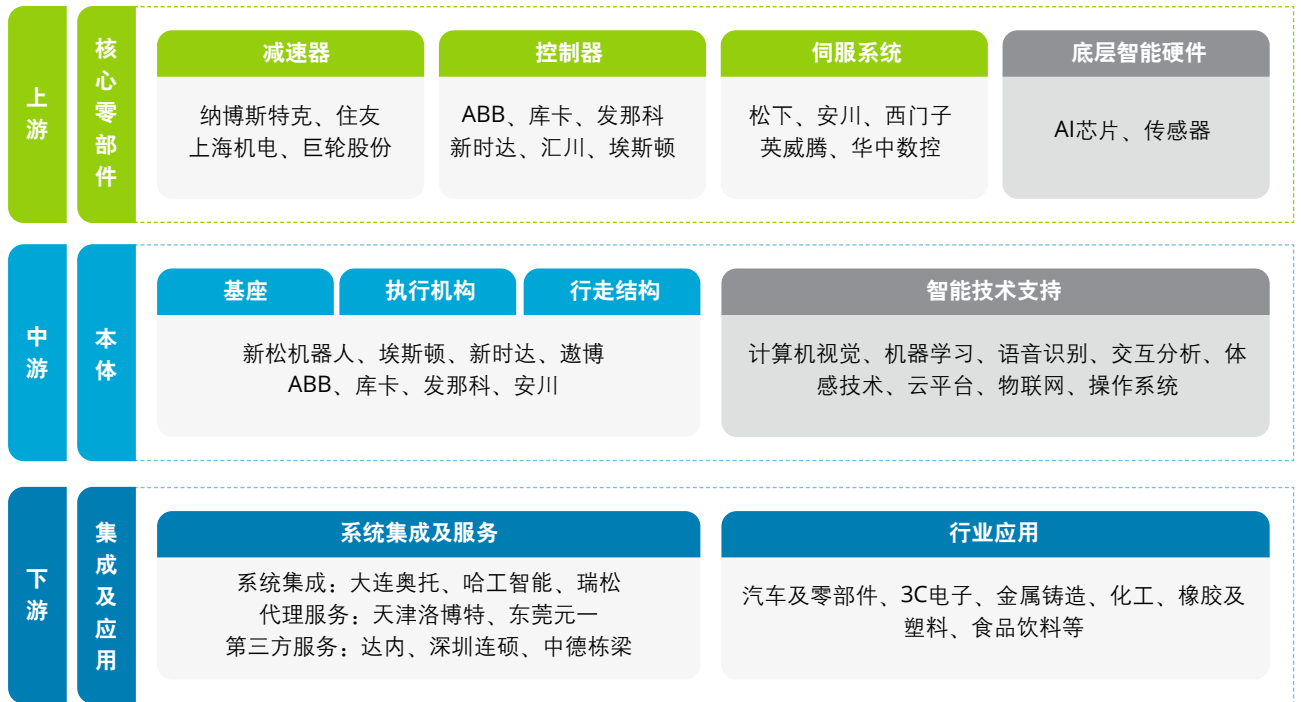 上游
核心零部件
减速器
纳博斯特克、住友
上海机电、巨轮股份
控制器
ABB、库卡、发那科
新时达、汇川、埃斯顿
伺服系统
松下、安川、西门子
英威腾、华中数控
底层智能硬件
AI芯片、传感器
中游
本体
基座
执行机构
行走结构
新松机器人、埃斯顿、新时达、遨博
ABB、库卡、发那科、安川
智能技术支持
计算机视觉、机器学习、语音识别、交互分析、体
感技术、云平台、物联网、操作系统
下游
集成及应用
系统集成及服务
系统集成：大连奥托、哈工智能、瑞松
代理服务：天津洛博特、东莞元一
第三方服务：达内、深圳连硕、中德栋梁
行业应用
汽车及零部件、3C电子、金属铸造、化工、橡胶及
塑料、食品饮料等